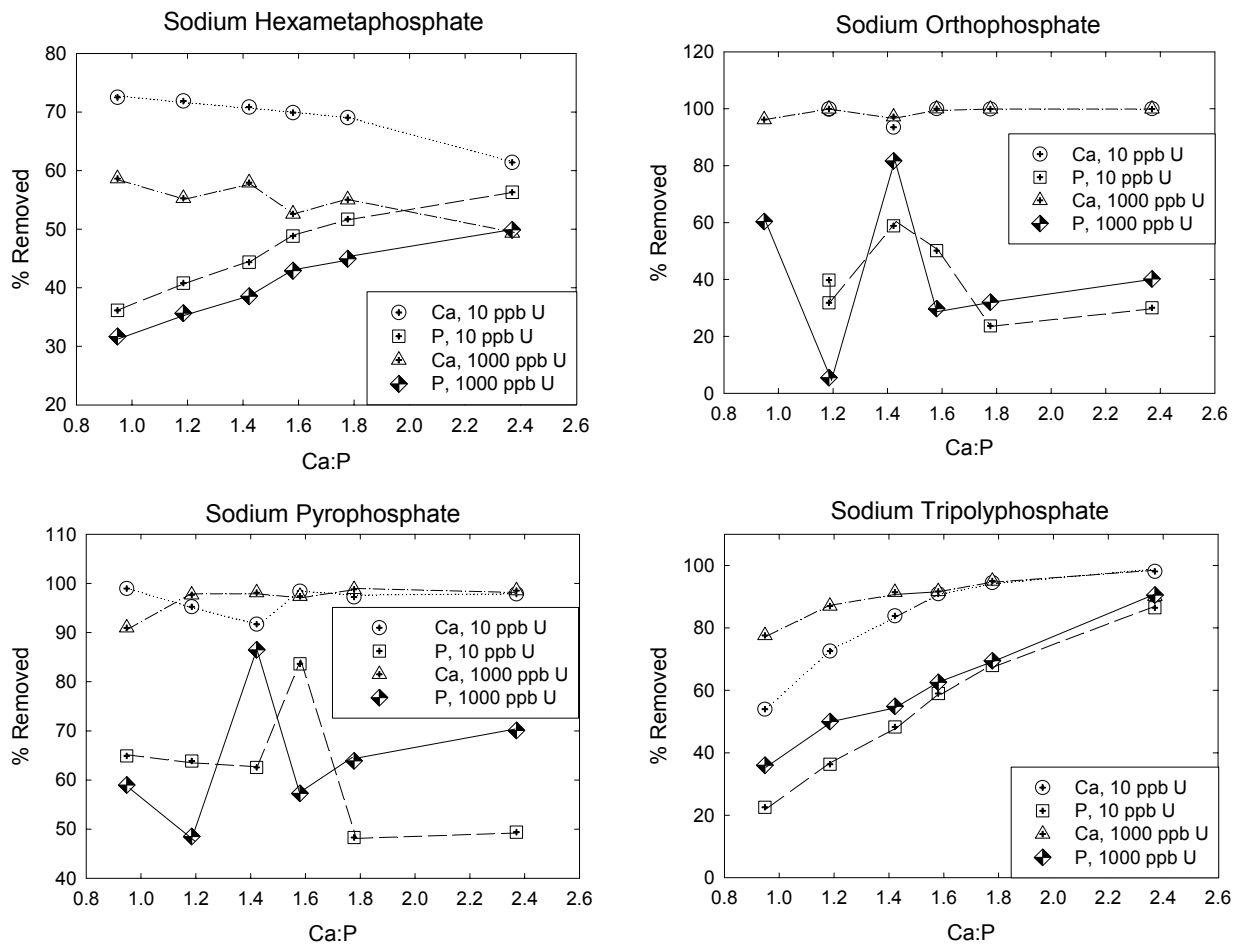 Sodium Hexametaphosphate
80
70
60
50
40
30
20
% Removed
0.8 1.0 1.2 1.4 1.6 1.8 2.0 2.2 2.4 2.6
Ca:P
Ca, 10 ppb U
P, 10 ppb U
Ca, 1000 ppb U
P, 1000 ppb U
Sodium Orthophosphate
120
100
80
60
40
20
0
% Removed
0.8 1.0 1.2 1.4 1.6 1.8 2.0 2.2 2.4 2.6
Ca:P
Ca, 10 ppb U
P, 10 ppb U
Ca, 1000 ppb U
P, 1000 ppb U
Sodium Pyrophosphate
110
100
90
80
70
60
50
40
% Removed
0.8 1.0 1.2 1.4 1.6 1.8 2.0 2.2 2.4 2.6
Ca:P
Ca, 10 ppb U
P, 10 ppb U
Ca, 1000 ppb U
P, 1000 ppb U
Sodium Tripolyphosphate
100
80
60
40
20
0
% Removed
0.8 1.0 1.2 1.4 1.6 1.8 2.0 2.2 2.4 2.6
Ca:P
Ca, 10 ppb U
P, 10 ppb U
Ca, 1000 ppb U
P, 1000 ppb U